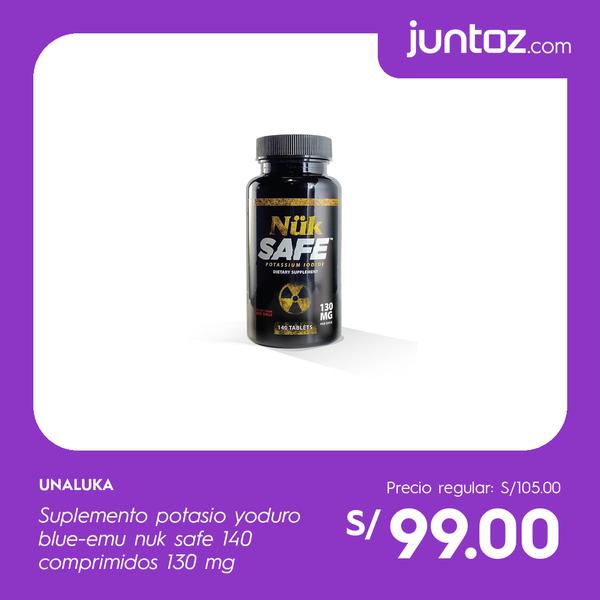 juntoz.com
Nük
SAFE™
POTASSIUM IODIDE
DIETARY SUPPLEMENT
130
MG
140 TABLETS
UNALUKA
Precio regular: S/105.00
Suplemento potasio yoduro
blue-emu nuk safe 140
comprimidos 130 mg
S/99.00